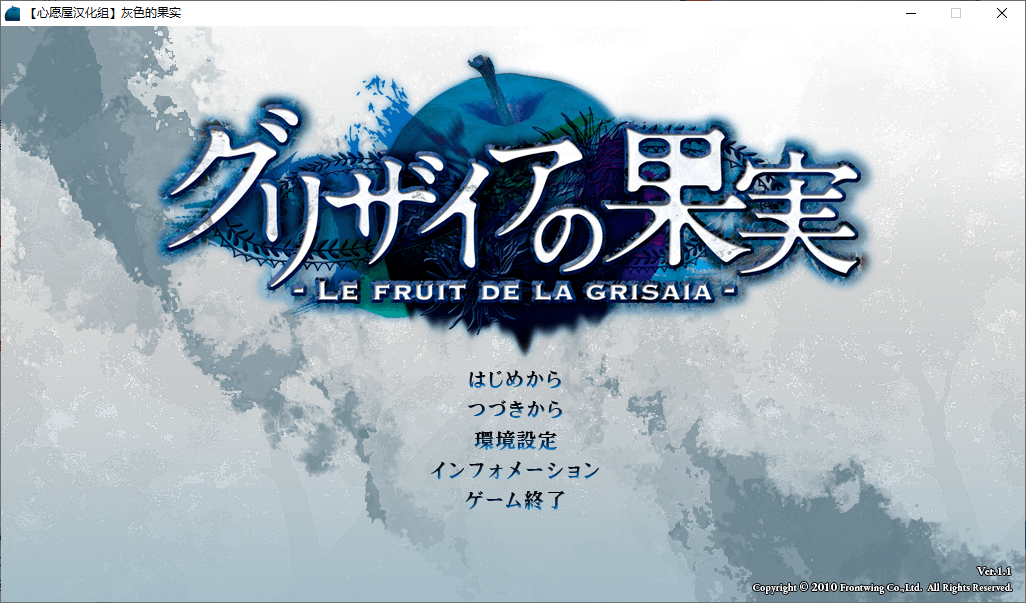 【心愿屋汉化组】灰色的果实
グリザイアの果実
- LE FRUIT DE LA GRISAIA -
はじめから
つづきから
環境設定
インフォメーション
ゲーム終了
Ver.1.1
Copyright © 2010 Frontwing Co.,Ltd. All Rights Reserved.